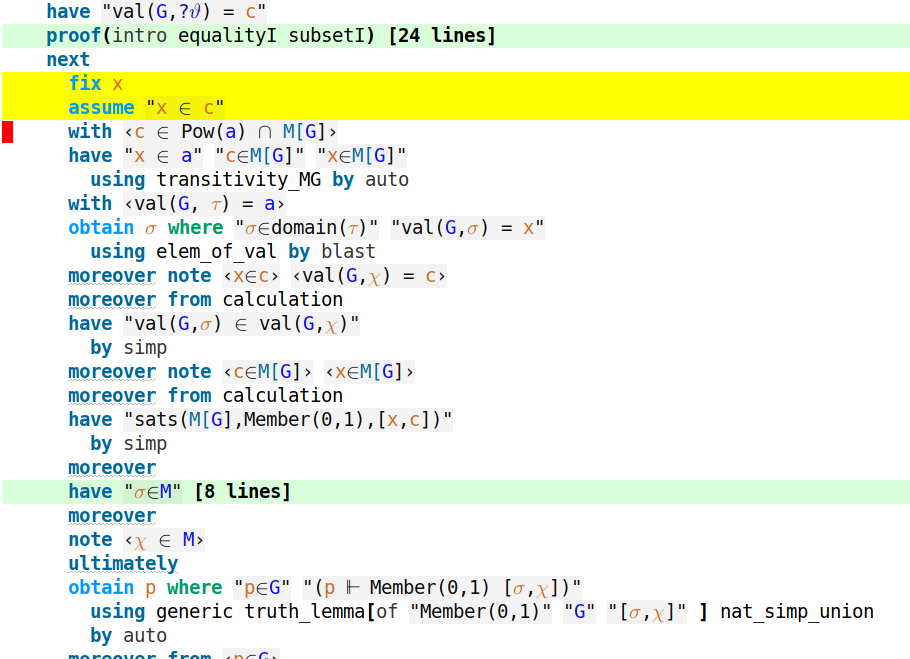 have "val(G,?ϑ) = c"
proof(intro equalityI subsetI) [24 lines]
next
fix x
assume "x ∈ c"
with ‹c ∈ Pow(a) ∩ M[G]›
have "x ∈ a" "c∈M[G]" "x∈M[G]"
using transitivity_MG by auto
with ‹val(G, τ) = a›
obtain σ where "σ∈domain(τ)" "val(G,σ) = x"
using elem_of_val by blast
moreover note ‹x∈c› ‹val(G,χ) = c›
moreover from calculation
have "val(G,σ) ∈ val(G,χ)"
by simp
moreover note ‹c∈M[G]› ‹x∈M[G]›
moreover from calculation
have "sats(M[G],Member(0,1),[x,c])"
by simp
moreover
have "σ∈M" [8 lines]
moreover
note ‹χ ∈ M›
ultimately
obtain p where "p∈G" "(p ⊩ Member(0,1) [σ,χ])"
using generic truth_lemma[of "Member(0,1)" "G" "[σ,χ]" ] nat_simp_union
by auto
moreover from ‹p∈G›